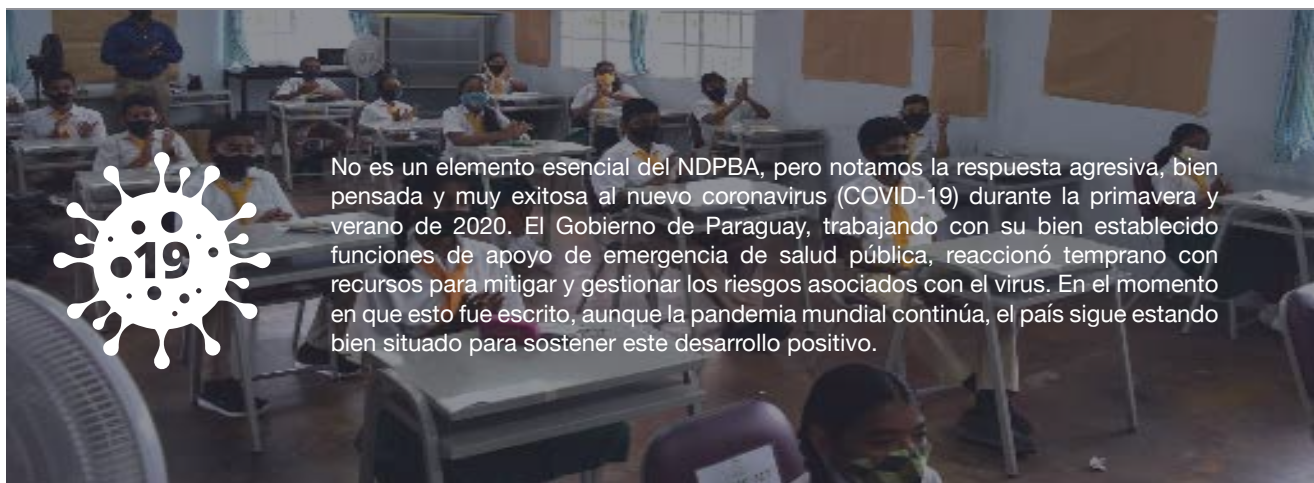 19
No es un elemento esencial del NDPBA, pero notamos la respuesta agresiva, bien
pensada y muy exitosa al nuevo coronavirus (COVID-19) durante la primavera y
verano de 2020. El Gobierno de Paraguay, trabajando con su bien establecido
funciones de apoyo de emergencia de salud pública, reaccionó temprano con
recursos para mitigar y gestionar los riesgos asociados con el virus. En el momento
en que esto fue escrito, aunque la pandemia mundial continúa, el país sigue estando
bien situado para sostener este desarrollo positivo.